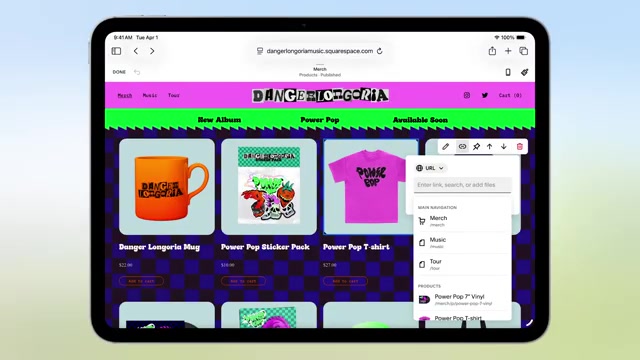 9:41 AM Tue Apr 1
100%
dangerlongoriamusic.squarespace.com
DONE
Merch
Products · Published
Merch Music Tour
DANGER LONGORIA
Cart (0)
New Album Power Pop Available Soon
URL
Enter link, search, or add files
MAIN NAVIGATION
Merch
/merch
Music
/music
Tour
/tour
PRODUCTS
Power Pop 7" Vinyl
/merch/p/power-pop-7-vinyl
Power Pop T-shirt
DANGER LONGORIA
POWER POP
Danger Longoria Mug
$22.00
Add to cart
Power Pop Sticker Pack
$10.00
Add to cart
Power Pop T-shirt
$27.00
Add to cart